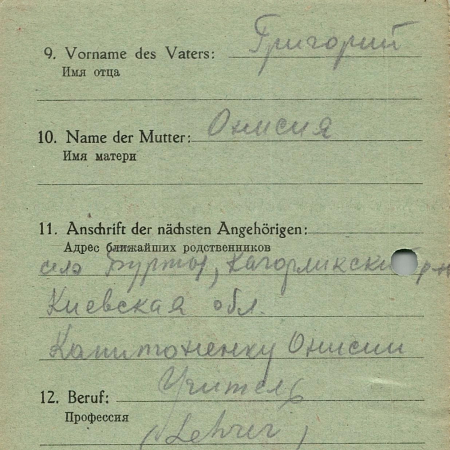 9. Vorname des Vaters: Григорий
Имя отца
10. Name der Mutter: Онисия
Имя матери
11. Anschrift der nächsten Angehörigen:
Адрес ближайших родственников
село Бурты, Кагорликский р-н
Киевская обл.
Капитоненку Онисии
12. Beruf: Учитель
Профессия
(Lehrer)